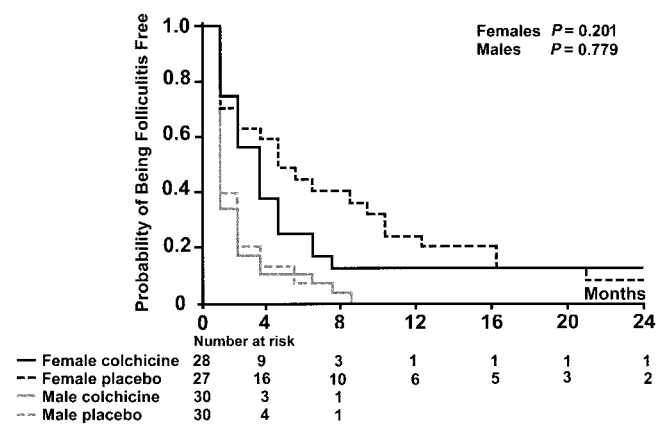 Females P = 0.201
Males P = 0.779
Probability of Being Folliculitis Free
1.0
0.8
0.6
0.4
0.2
0
0 4 8 12 16 20 24
Months
Number at risk
Female colchicine 28 9 3 1 1 1 1
Female placebo 27 16 10 6 5 3 2
Male colchicine 30 3 1
Male placebo 30 4 1